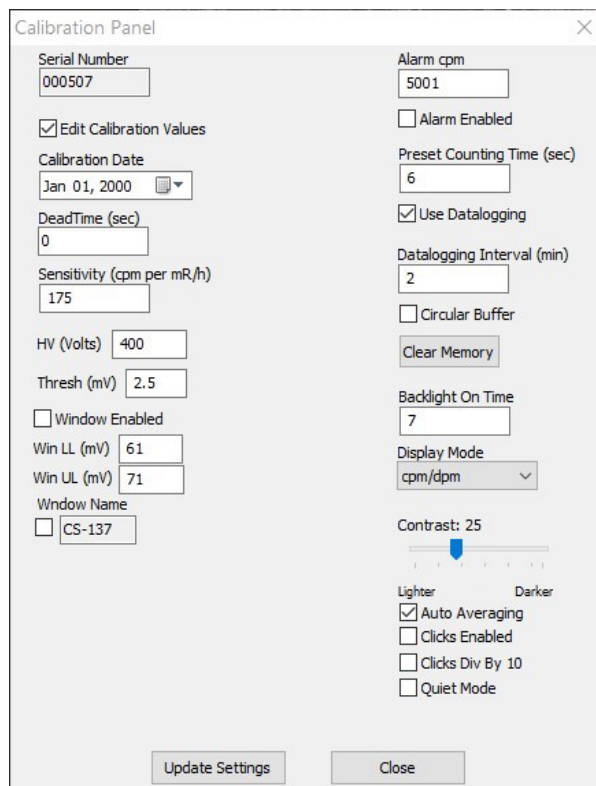 Calibration Panel
Serial Number
000507
Edit Calibration Values
Calibration Date
Jan 01, 2000
DeadTime (sec)
0
Sensitivity (cpm per mR/h)
175
HV (Volts) 400
Thresh (mV) 2.5
Window Enabled
Win LL (mV) 61
Win UL (mV) 71
Wndow Name
CS-137
Alarm cpm
5001
Alarm Enabled
Preset Counting Time (sec)
6
Use Datalogging
Datalogging Interval (min)
2
Circular Buffer
Clear Memory
Backlight On Time
7
Display Mode
cpm/dpm
Contrast: 25
Lighter Darker
Auto Averaging
Clicks Enabled
Clicks Div By 10
Quiet Mode
Update Settings Close